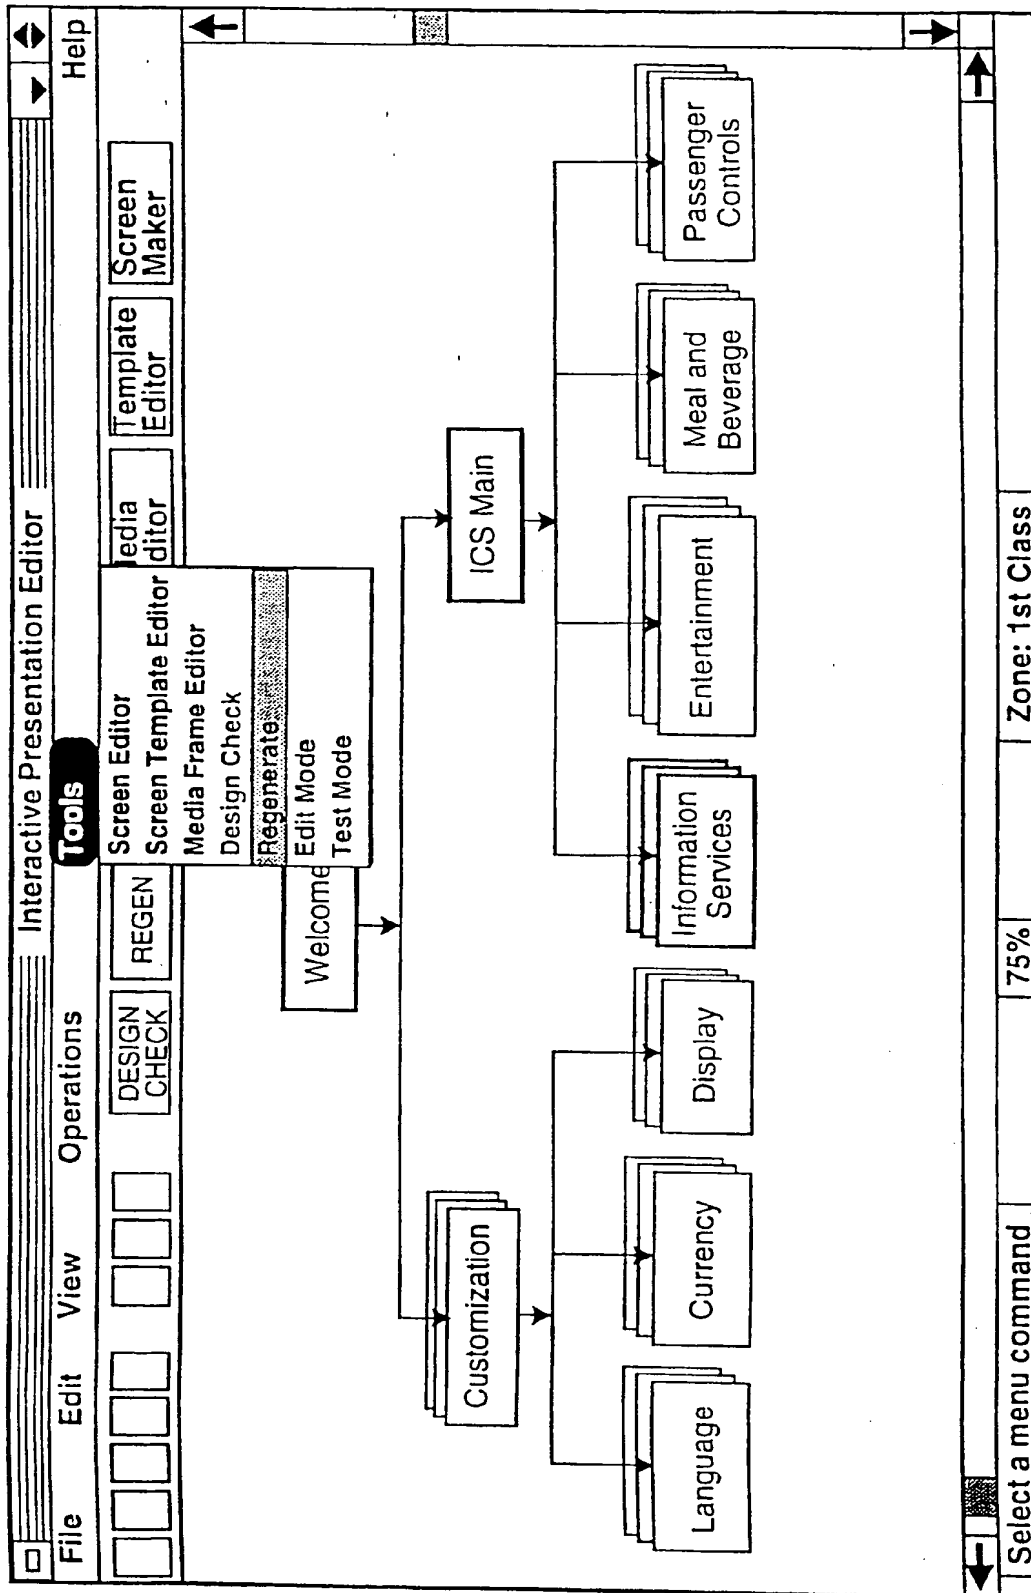 Interactive Presentation Editor
File Edit View Operations Tools Help
DESIGN
CHECK
REGEN
Screen Editor
Screen Template Editor
Media Frame Editor
Design Check
Regenerate
Edit Mode
Test Mode
edia
ditor
Template
Editor
Screen
Maker
Welcome
Customization
ICS Main
Language
Currency
Display
Information
Services
Entertainment
Meal and
Beverage
Passenger
Controls
Select a menu command
75%
Zone: 1st Class